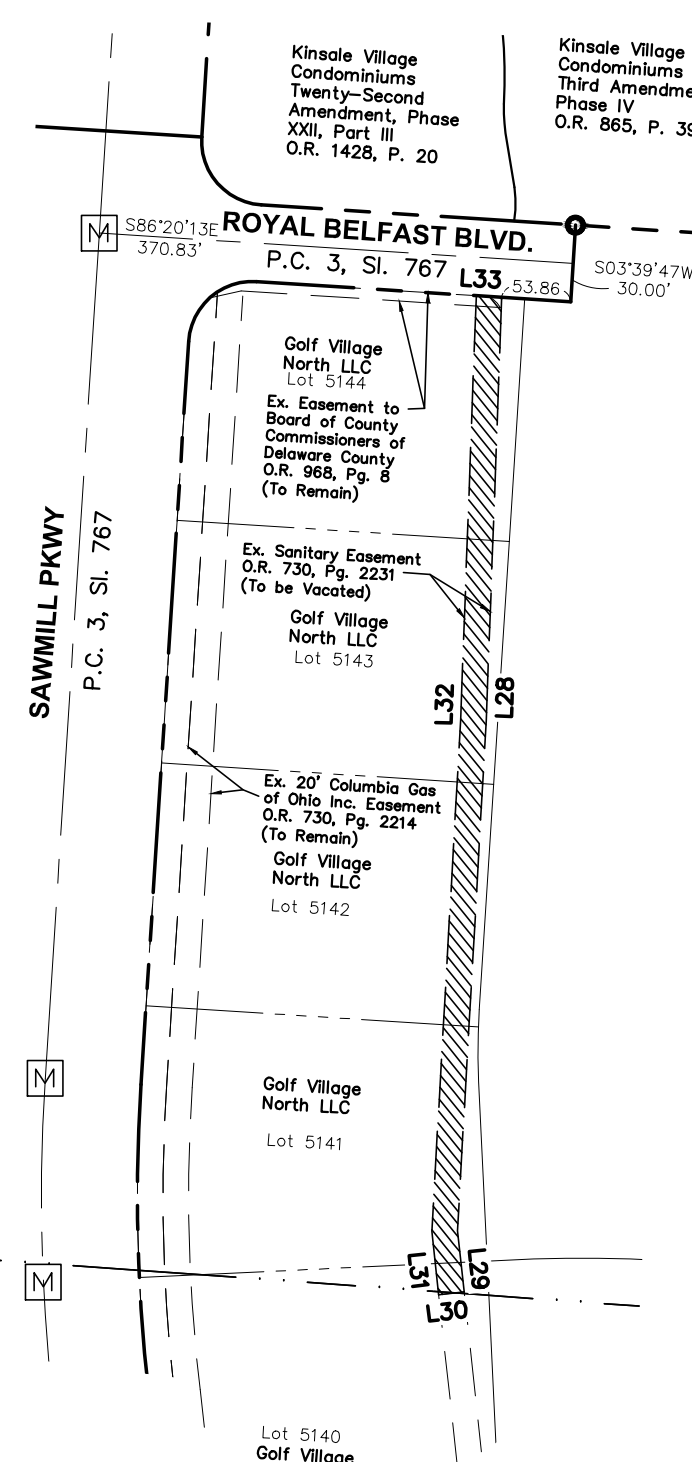 Kinsale Village
Condominiums
Twenty-Second
Amendment, Phase
XXII, Part III
O.R. 1428, P. 20
Kinsale Village
Condominiums
Third Amendme
Phase IV
O.R. 865, P. 39
M
S86°20'13E
370.83'
ROYAL BELFAST BLVD.
P.C. 3, Sl. 767
L33
53.86
S03°39'47W
30.00'
Golf Village
North LLC
Lot 5144
Ex. Easement to
Board of County
Commissioners of
Delaware County
O.R. 968, Pg. 8
(To Remain)
SAWMILL PKWY
P.C. 3, Sl. 767
Ex. Sanitary Easement
O.R. 730, Pg. 2231
(To be Vacated)
Golf Village
North LLC
Lot 5143
L32
L28
Ex. 20' Columbia Gas
of Ohio Inc. Easement
O.R. 730, Pg. 2214
(To Remain)
Golf Village
North LLC
Lot 5142
M
Golf Village
North LLC
Lot 5141
M
L31
L29
L30
Lot 5140
Golf Village